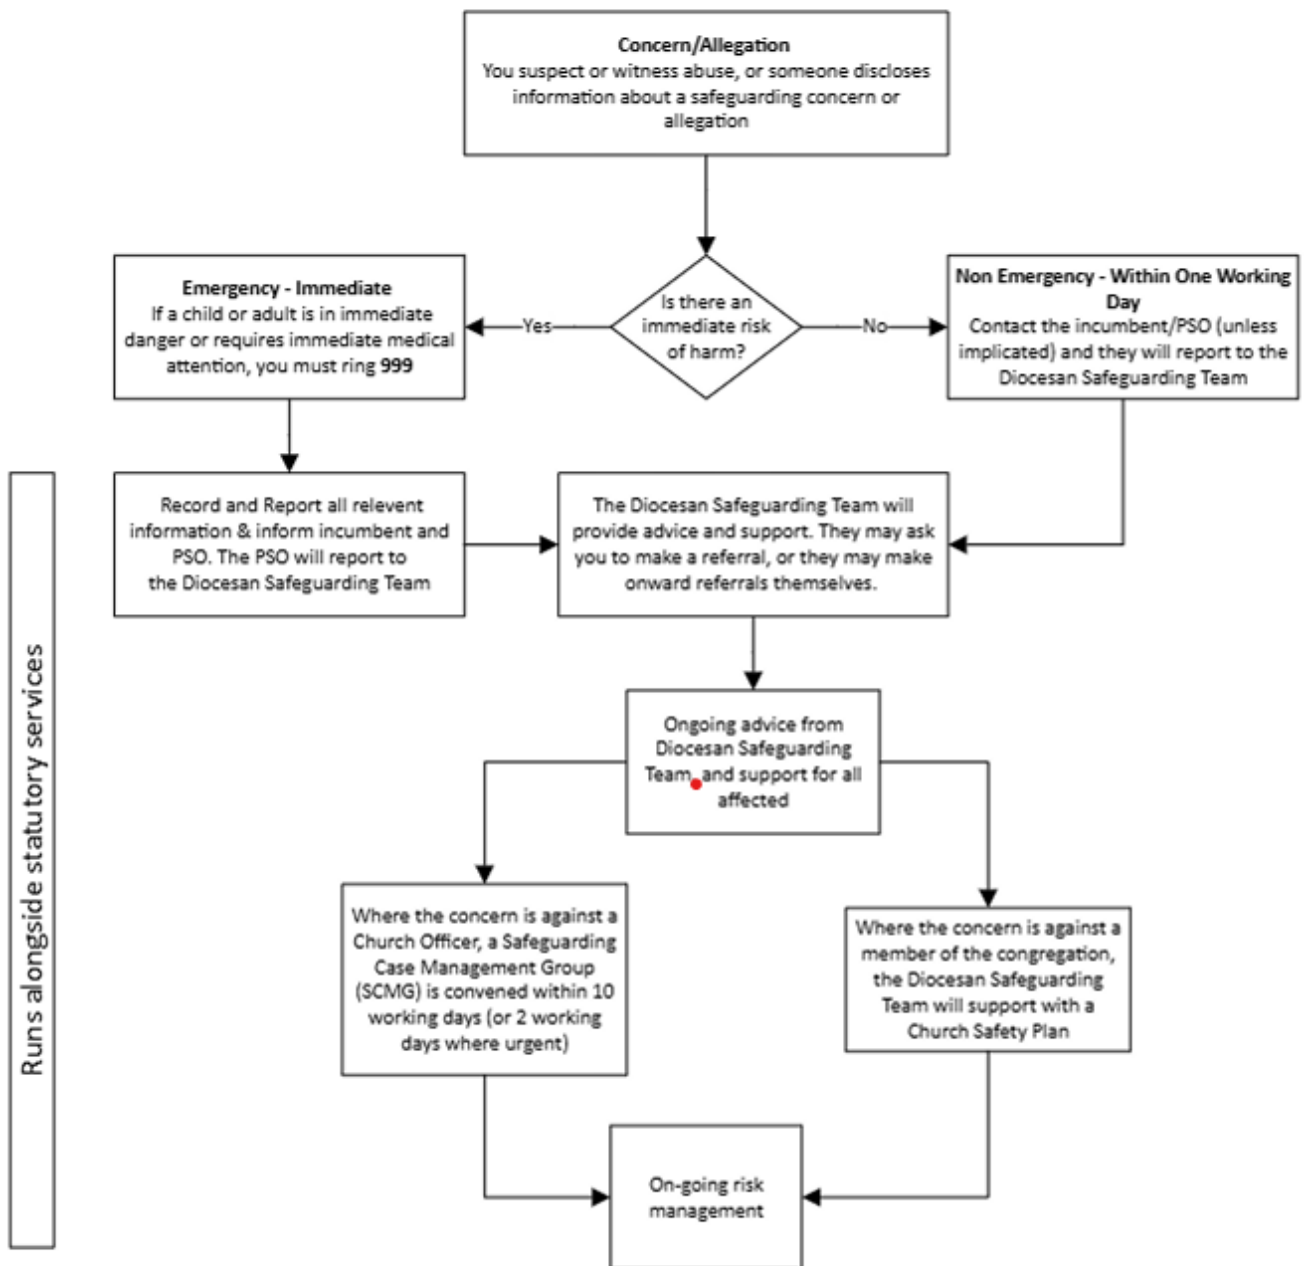 Concern/Allegation
You suspect or witness abuse, or someone discloses
information about a safeguarding concern or
allegation
Is there an
immediate risk
of harm?
Yes
No
Emergency - Immediate
If a child or adult is in immediate
danger or requires immediate medical
attention, you must ring 999
Non Emergency - Within One Working
Day
Contact the incumbent/PSO (unless
implicated) and they will report to the
Diocesan Safeguarding Team
Record and Report all relevent
information & inform incumbent and
PSO. The PSO will report to
the Diocesan Safeguarding Team
The Diocesan Safeguarding Team will
provide advice and support. They may ask
you to make a referral, or they may make
onward referrals themselves.
Runs alongside statutory services
Ongoing advice from
Diocesan Safeguarding
Team, and support for all
affected
Where the concern is against a
Church Officer, a Safeguarding
Case Management Group
(SCMG) is convened within 10
working days (or 2 working
days where urgent)
Where the concern is against a
member of the congregation,
the Diocesan Safeguarding
Team will support with a
Church Safety Plan
On-going risk
management